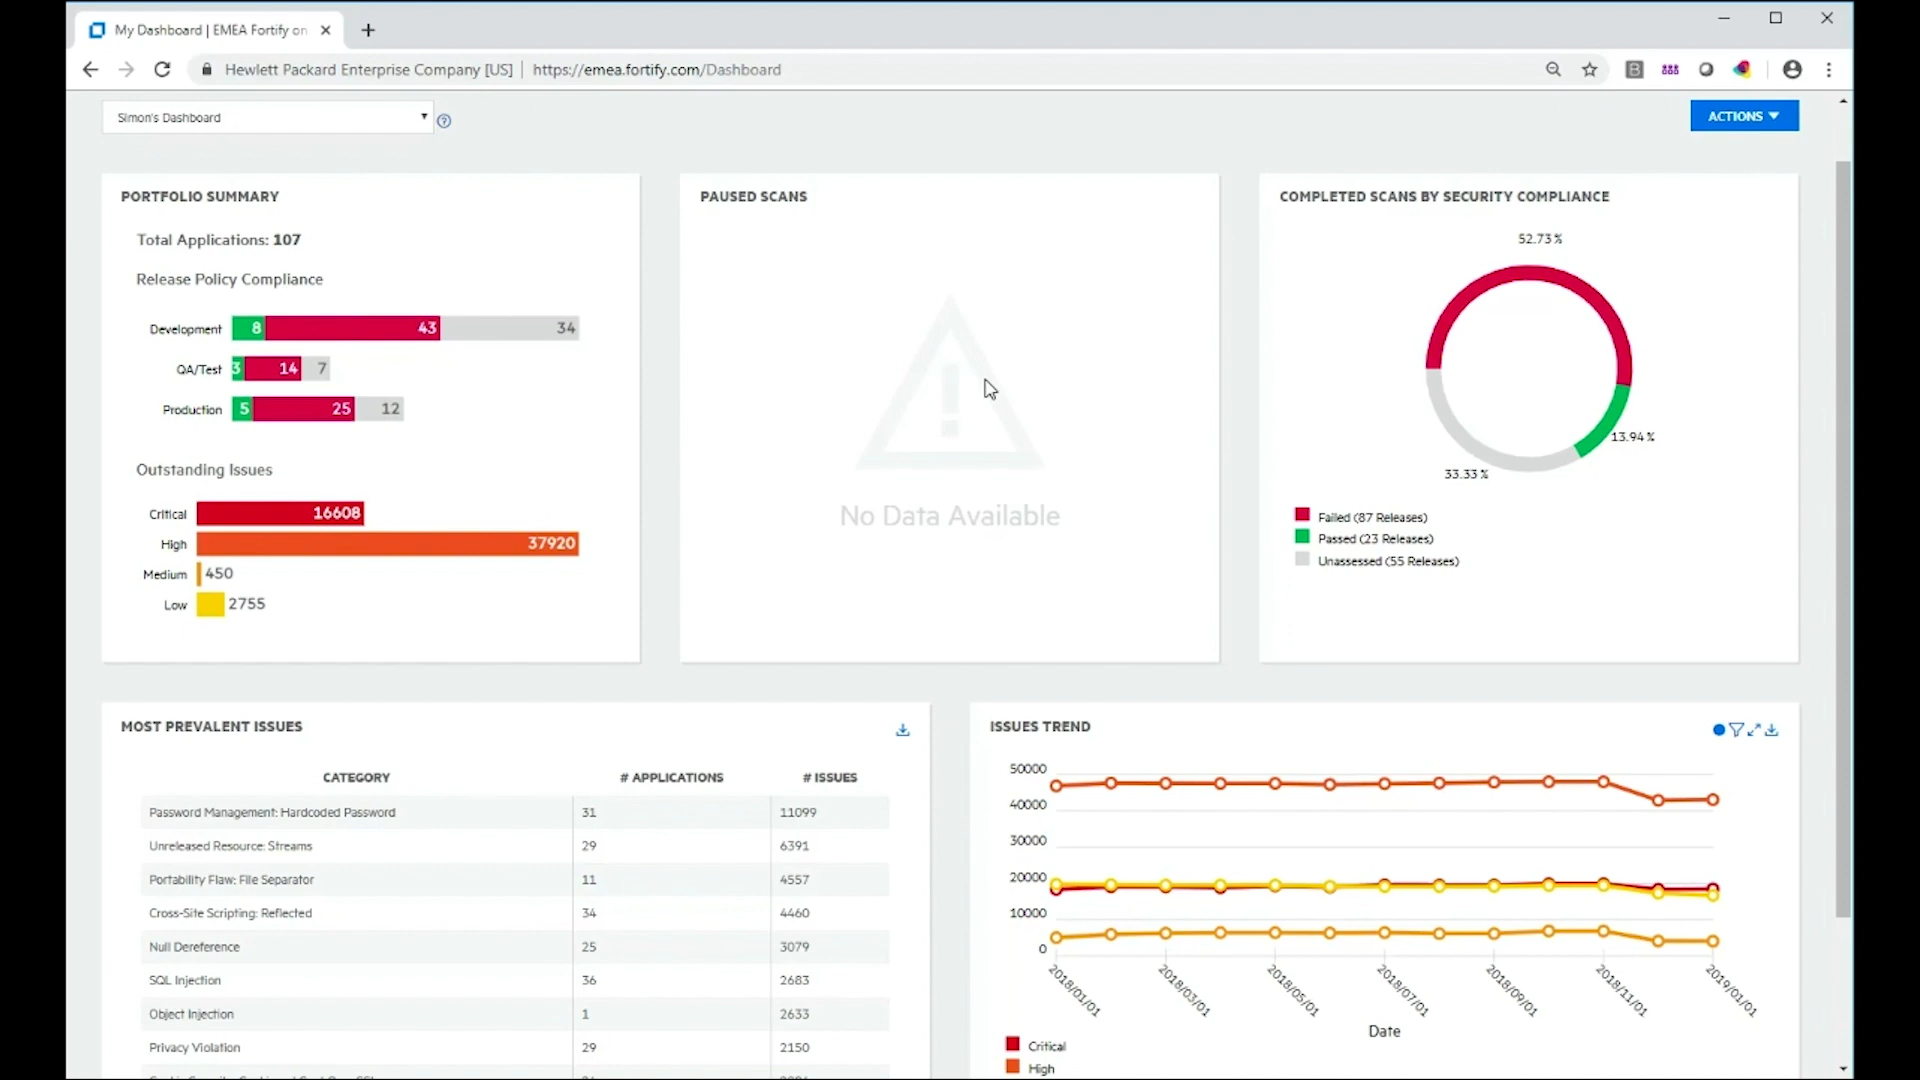 My Dashboard | EMEA Fortify on
Hewlett Packard Enterprise Company [US] | https://emea.fortify.com/Dashboard
Simon's Dashboard
ACTIONS
PORTFOLIO SUMMARY
Total Applications: 107
Release Policy Compliance
Development 8 43 34
QA/Test 3 14 7
Production 5 25 12
Outstanding Issues
Critical 16608
High 37920
Medium 450
Low 2755
PAUSED SCANS
No Data Available
COMPLETED SCANS BY SECURITY COMPLIANCE
52.73 %
13.94 %
33.33 %
Failed (87 Releases)
Passed (23 Releases)
Unassessed (55 Releases)
MOST PREVALENT ISSUES
CATEGORY # APPLICATIONS # ISSUES
Password Management: Hardcoded Password 31 11099
Unreleased Resource: Streams 29 6391
Portability Flaw: File Separator 11 4557
Cross-Site Scripting: Reflected 34 4460
Null Dereference 25 3079
SQL Injection 36 2683
Object Injection 1 2633
Privacy Violation 29 2150
ISSUES TREND
50000
40000
30000
20000
10000
0
2018/01/01 2018/03/01 2018/05/01 2018/07/01 2018/09/01 2018/11/01 2019/01/01
Date
Critical
High